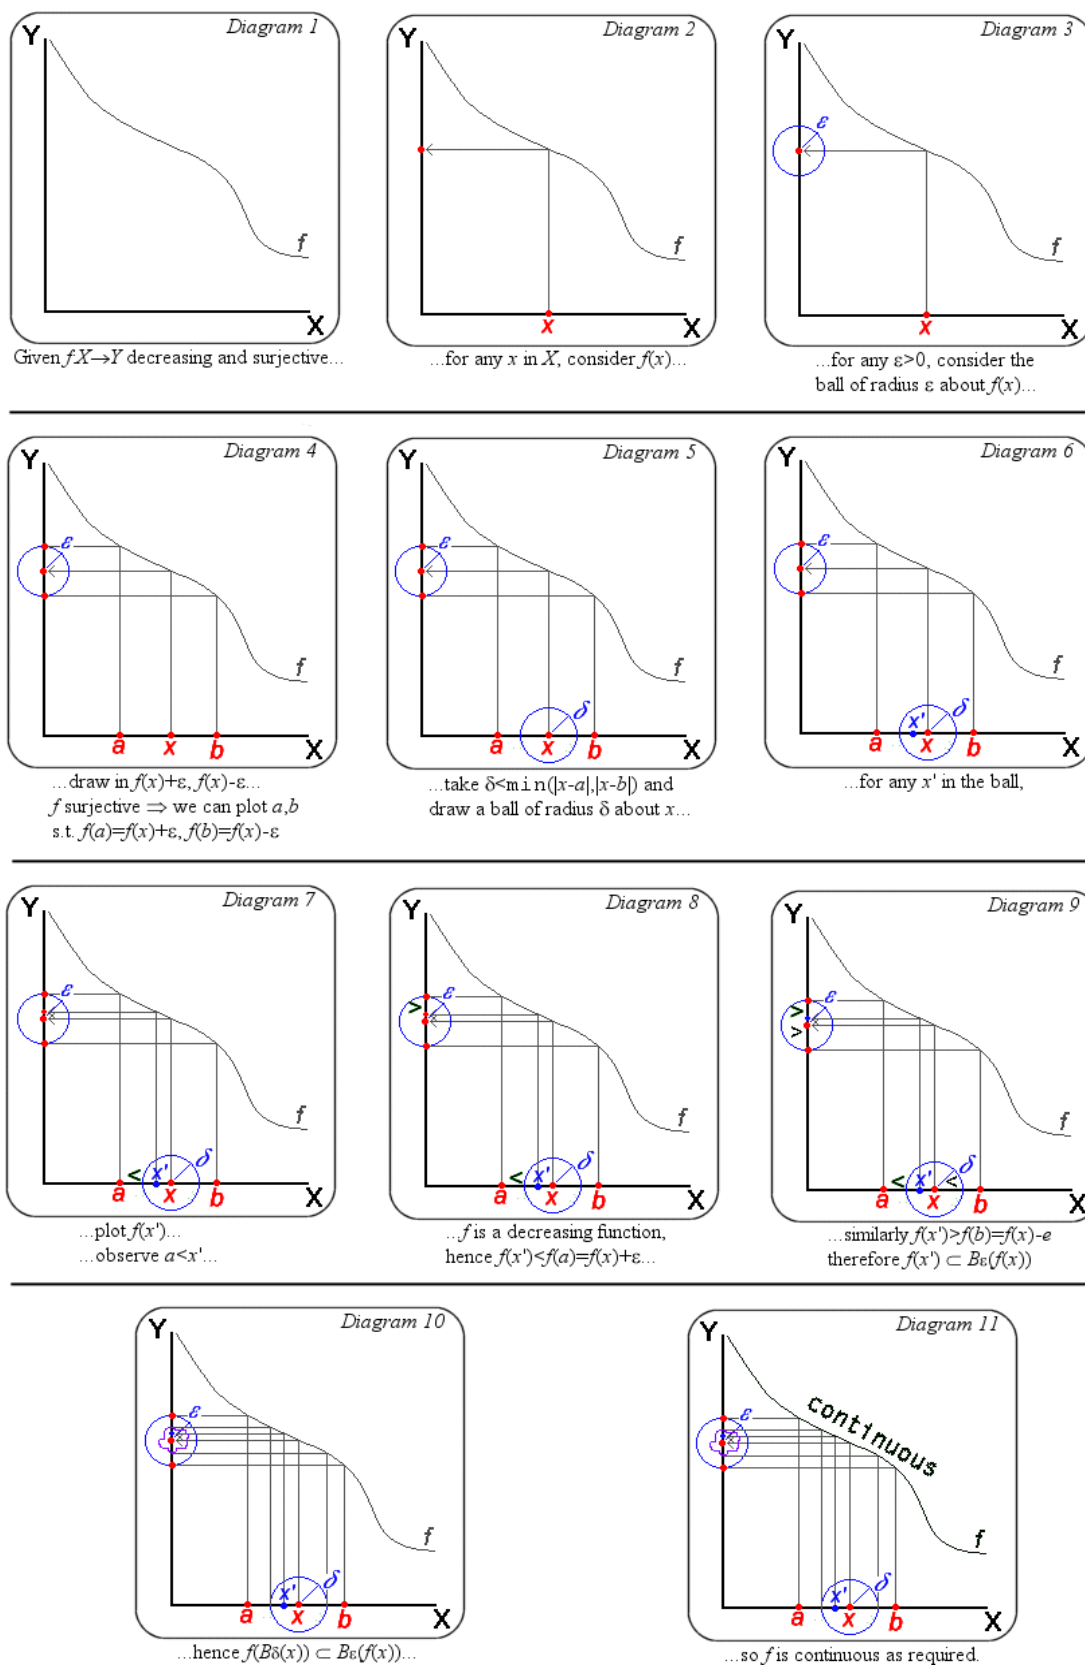 Diagram 1
Y
f
X
Given f X→Y decreasing and surjective...
Diagram 2
Y
f
X
x
...for any x in X, consider f(x)...
Diagram 3
Y
ε
f
X
x
...for any ε>0, consider the
ball of radius ε about f(x)...
Diagram 4
Y
ε
f
X
a x b
...draw in f(x)+ε, f(x)-ε...
f surjective ⇒ we can plot a,b
s.t. f(a)=f(x)+ε, f(b)=f(x)-ε
Diagram 5
Y
ε
f
δ
X
a x b
...take δ<min(|x-a|,|x-b|) and
draw a ball of radius δ about x...
Diagram 6
Y
ε
f
x' δ
X
a x b
...for any x' in the ball,
Diagram 7
Y
ε
f
< x' δ
X
a x b
...plot f(x')...
...observe a<x'...
Diagram 8
Y
> ε
f
< x' δ
X
a x b
...f is a decreasing function,
hence f(x')<f(a)=f(x)+ε...
Diagram 9
Y
> ε
>
f
< x' < δ
X
a x b
...similarly f(x')>f(b)=f(x)-e
therefore f(x') ⊂ Bε(f(x))
Diagram 10
Y
ε
f
x' δ
X
a x b
...hence f(Bδ(x)) ⊂ Bε(f(x))...
Diagram 11
Y
ε
continuous
f
x' δ
X
a x b
...so f is continuous as required.